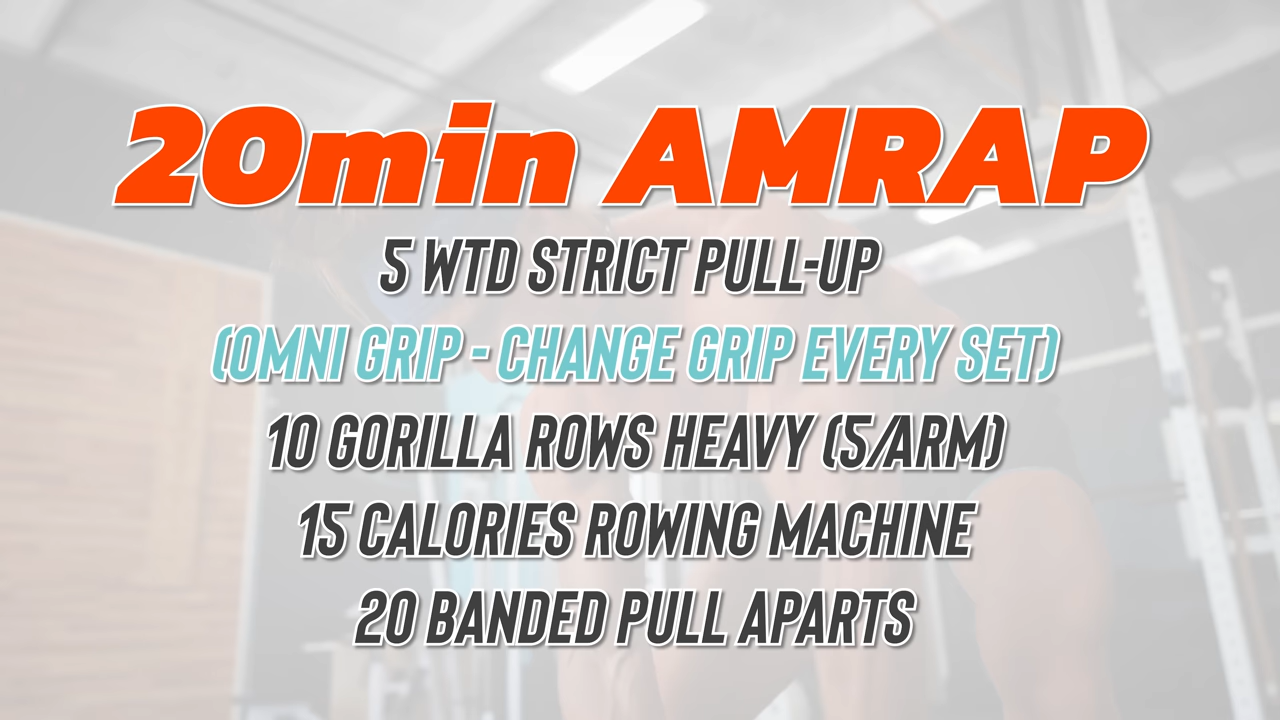 20min AMRAP
5 WTD STRICT PULL-UP
(OMNI GRIP - CHANGE GRIP EVERY SET)
10 GORILLA ROWS HEAVY (5/ARM)
15 CALORIES ROWING MACHINE
20 BANDED PULL APARTS